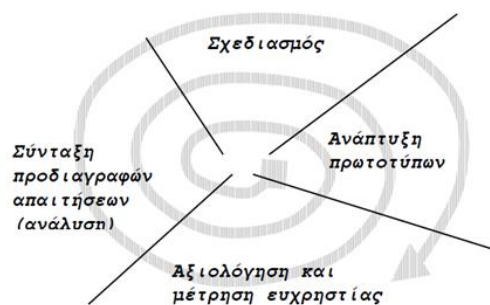 Σχεδιασμός
Σύνταξη
προδιαγραφών
απαιτήσεων
(ανάλυση)
Ανάπτυξη
πρωτοτύπων
Αξιολόγηση και
μέτρηση ευχρηστίας